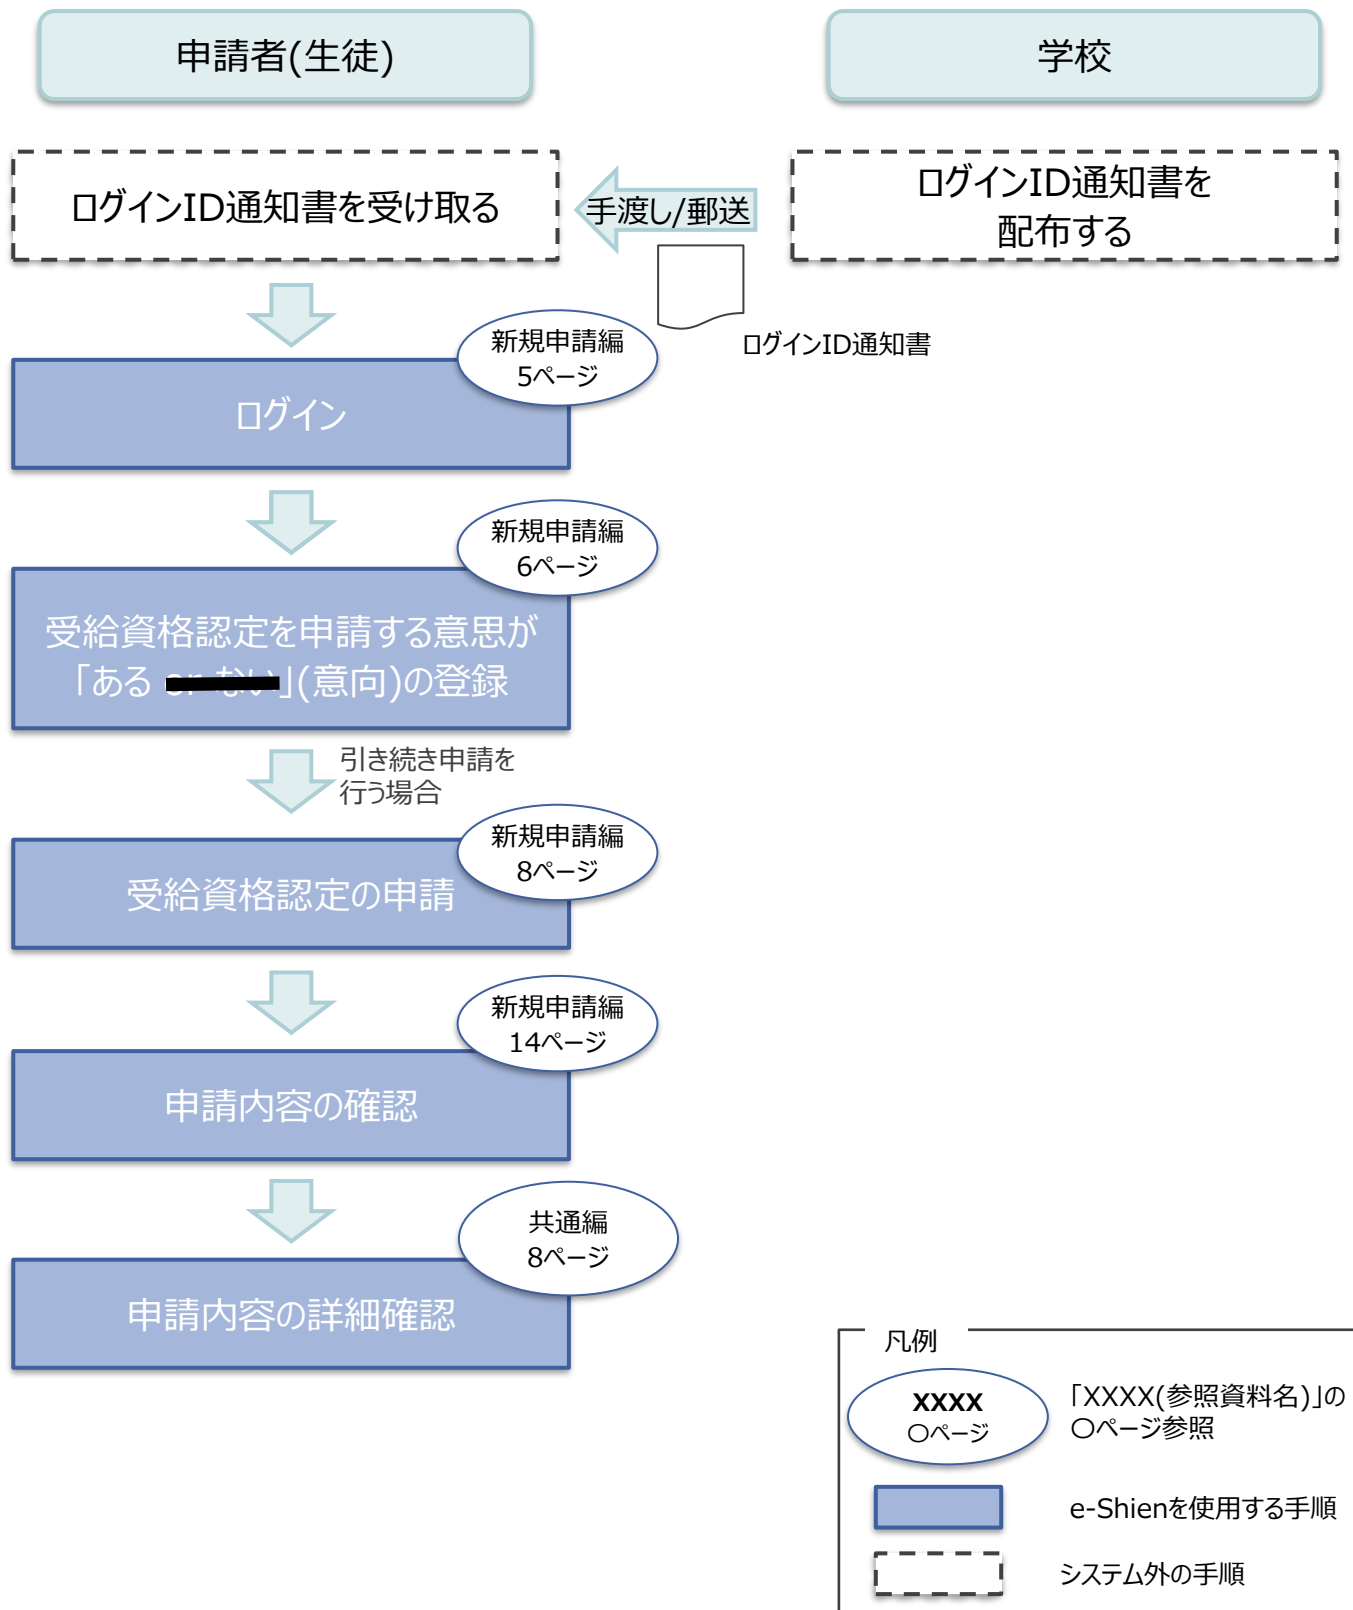 申請者(生徒)
学校
ログインID通知書を受け取る
手渡し/郵送
ログインID通知書を
配布する
ログインID通知書
新規申請編
5ページ
ログイン
新規申請編
6ページ
受給資格認定を申請する意思が
「ある or ない」(意向)の登録
引き続き申請を
行う場合
新規申請編
8ページ
受給資格認定の申請
新規申請編
14ページ
申請内容の確認
共通編
8ページ
申請内容の詳細確認
凡例
XXXX
〇ページ
「XXXX(参照資料名)」の
〇ページ参照
e-Shienを使用する手順
システム外の手順